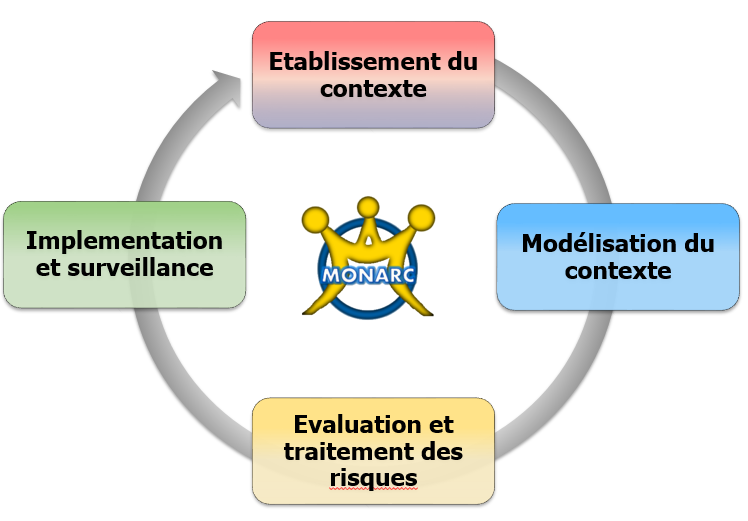 Etablissement du
contexte
Modélisation du
contexte
Evaluation et
traitement des
risques
Implementation
et surveillance
MONARC